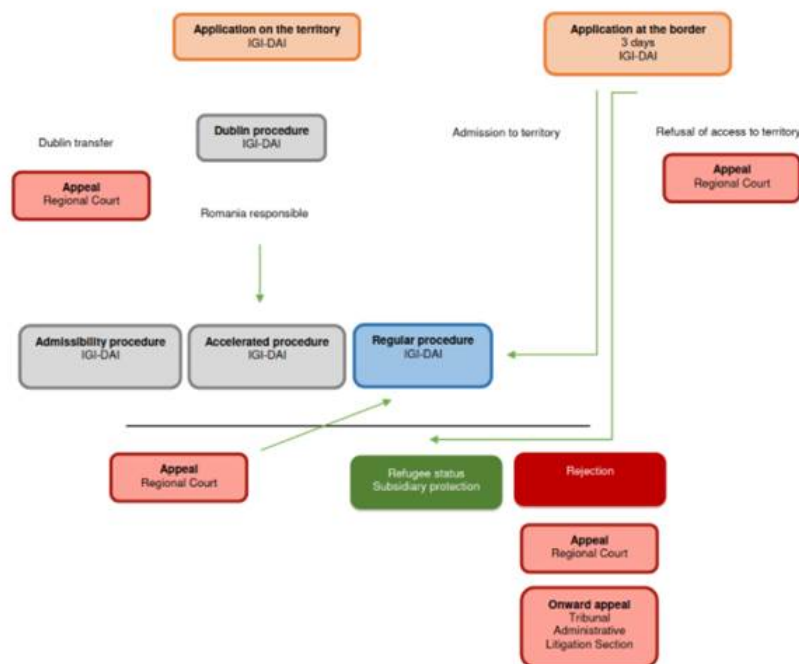 Application on the territory
IGI-DAI
Application at the border
3 days
IGI-DAI
Dublin transfer
Dublin procedure
IGI-DAI
Admission to territory
Refusal of access to territory
Appeal
Regional Court
Appeal
Regional Court
Romania responsible
Admissibility procedure
IGI-DAI
Accelerated procedure
IGI-DAI
Regular procedure
IGI-DAI
Appeal
Regional Court
Refugee status
Subsidiary protection
Rejection
Appeal
Regional Court
Onward appeal
Tribunal
Administrative
Litigation Section